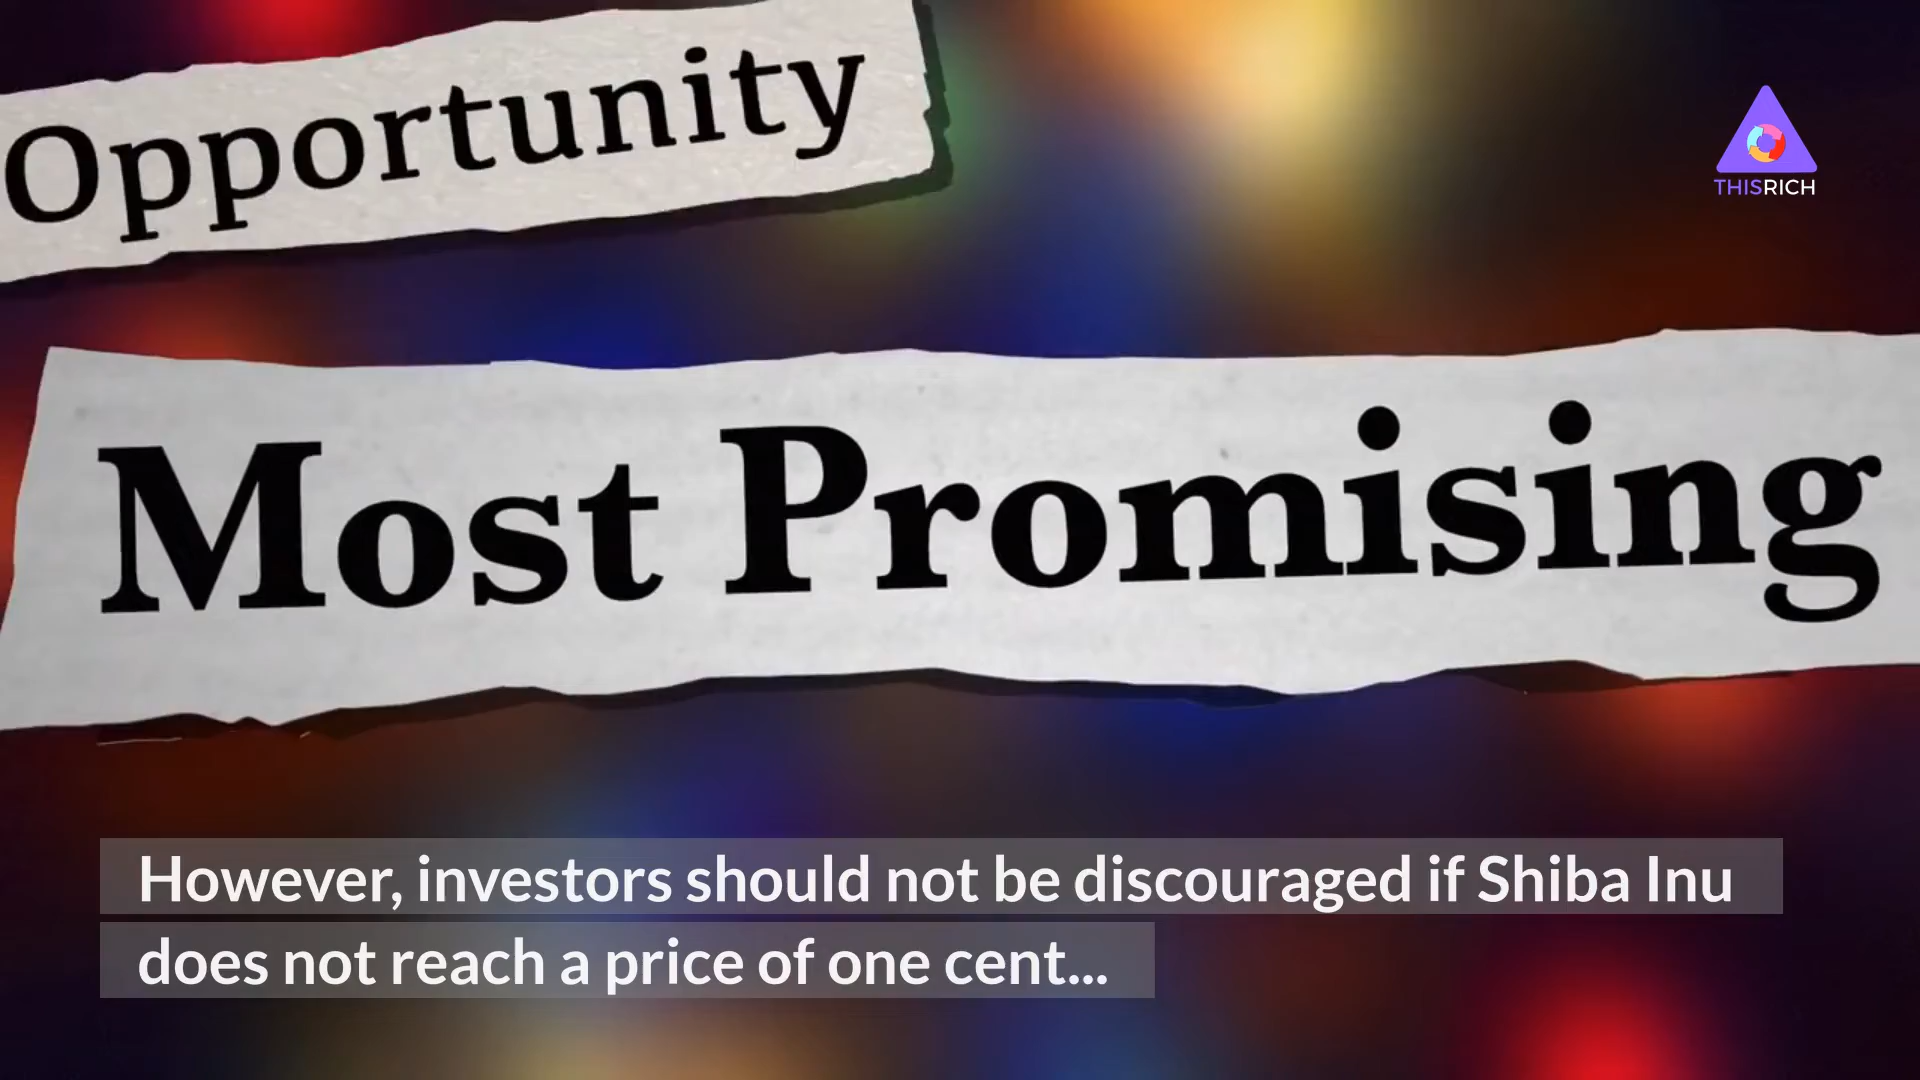 Opportunity
THISRICH
Most Promising
However, investors should not be discouraged if Shiba Inu
does not reach a price of one cent...